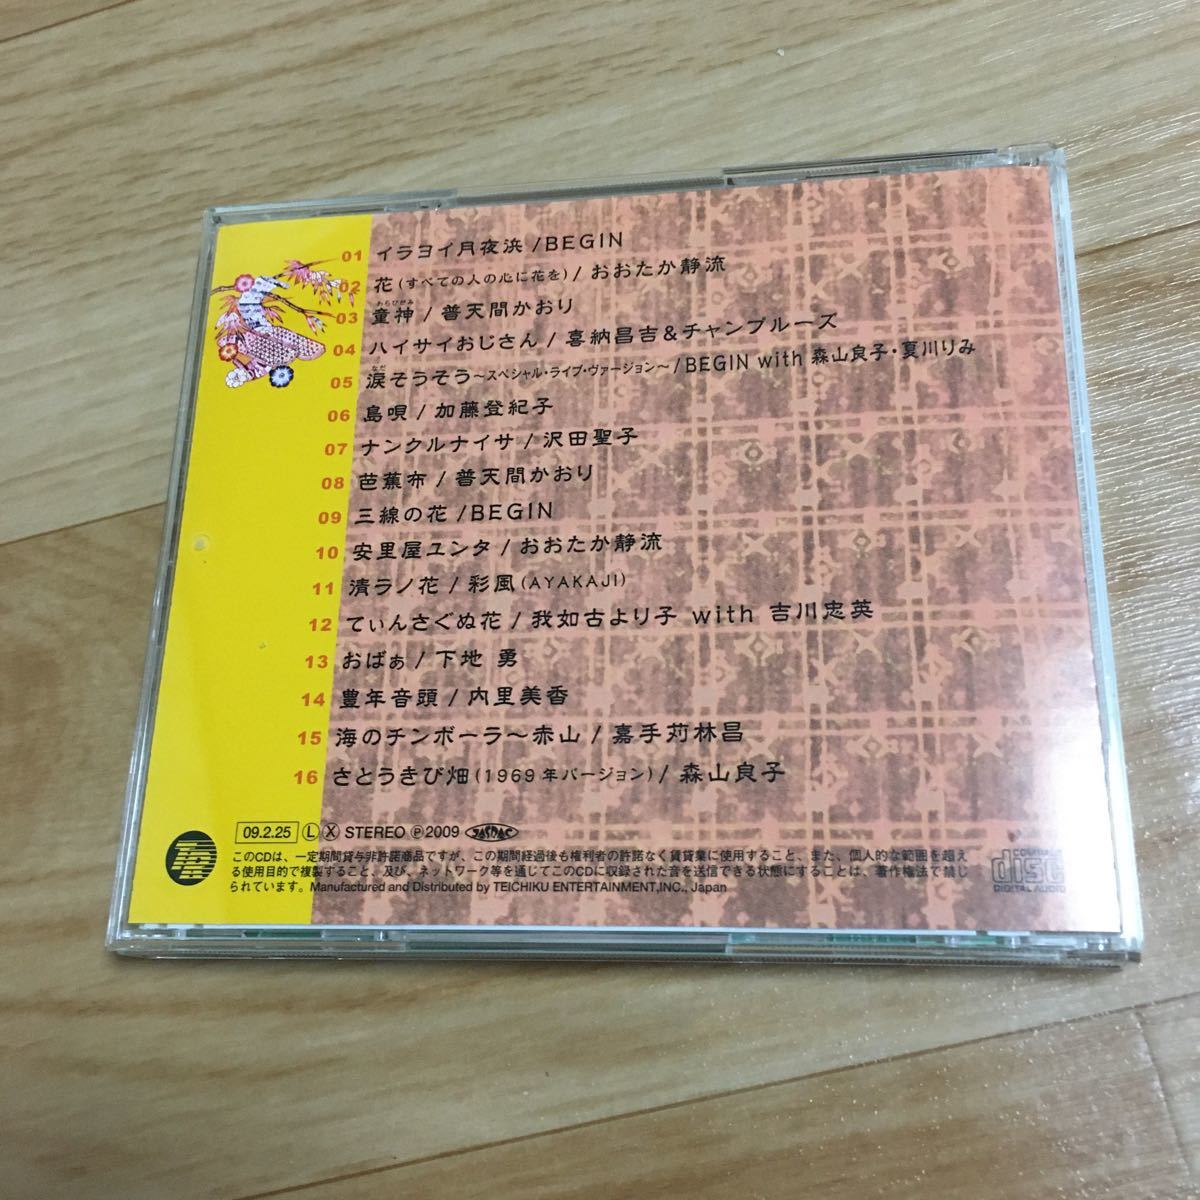 01 イラヨイ月夜浜 /BEGIN
02 花(すべての人の心に花を) / おおたか静流
わらびがみ
03 童神 / 普天間かおり
04 ハイサイおじさん / 喜納昌吉&チャンプルーズ
なだ
05 涙そうそう~スペシャル・ライブ・ヴァージョン~/BEGIN with 森山良子・夏川りみ
06 島唄 / 加藤登紀子
07 ナンクルナイサ / 沢田聖子
08 芭蕉布 / 普天間かおり
09 三線の花 /BEGIN
10 安里屋ユンタ / おおたか静流
11 清ラノ花 / 彩風(AYAKAJI)
12 てぃんさぐぬ花 / 我如古より子 with 吉川忠英
13 おばぁ / 下地 勇
14 豊年音頭 / 内里美香
15 海のチンボーラ~赤山 / 嘉手苅林昌
16 さとうきび畑(1969年バージョン) / 森山良子
09.2.25 Ⓛ Ⓧ STEREO ℗2009 JASRAC
このCDは、一定期間貸与非許諾商品ですが、この期間経過後も権利者の許諾なく賃貸業に使用すること、また、個人的な範囲を超え
る使用目的で複製すること、及び、ネットワーク等を通じてこのCDに収録された音を送信できる状態にすることは、著作権法で禁じ
られています。Manufactured and Distributed by TEICHIKU ENTERTAINMENT,INC., Japan
COMPACT
disc
DIGITAL AUDIO